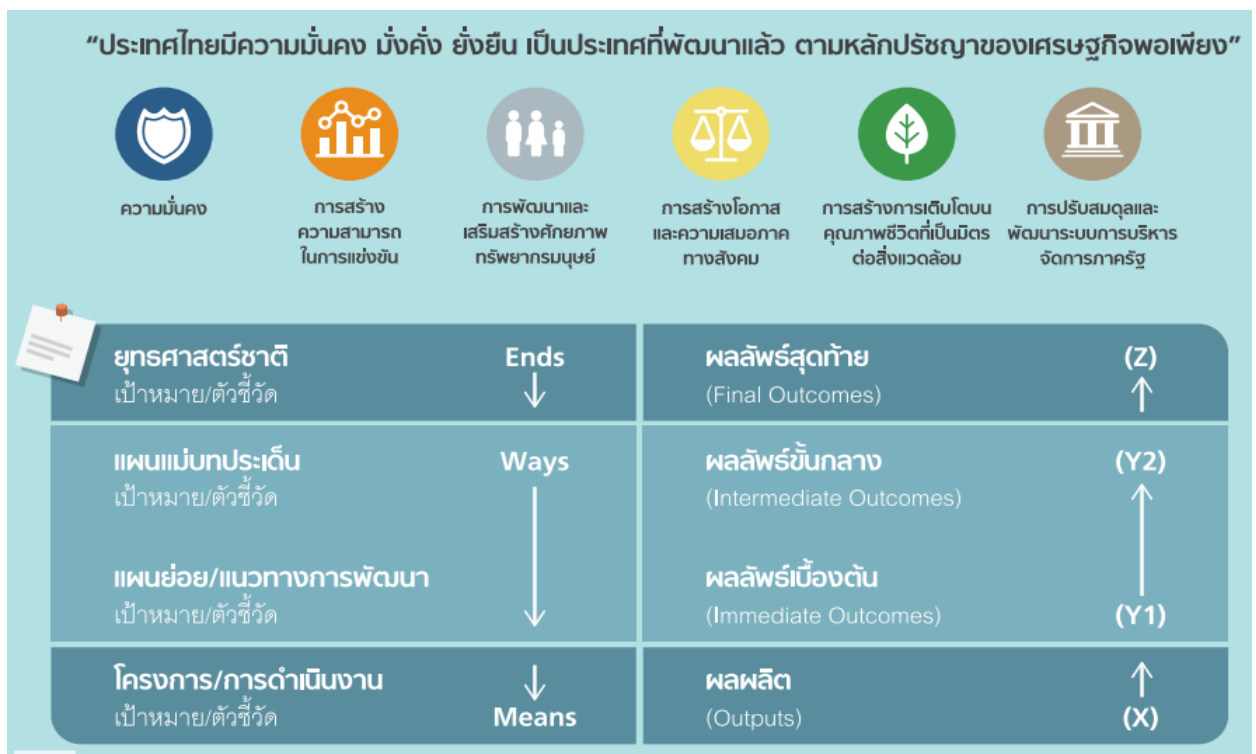 “ประเทศไทยมีความมั่นคง มั่งคั่ง ยั่งยืน เป็นประเทศที่พัฒนาแล้ว ตามหลักปรัชญาของเศรษฐกิจพอเพียง”
ความมั่นคง
การสร้าง
ความสามารถ
ในการแข่งขัน
การพัฒนาและ
เสริมสร้างศักยภาพ
ทรัพยากรมนุษย์
การสร้างโอกาส
และความเสมอภาค
ทางสังคม
การสร้างการเติบโตบน
คุณภาพชีวิตที่เป็นมิตร
ต่อสิ่งแวดล้อม
การปรับสมดุลและ
พัฒนาระบบการบริหาร
จัดการภาครัฐ
ยุทธศาสตร์ชาติ Ends
เป้าหมาย/ตัวชี้วัด
ผลลัพธ์สุดท้าย (Z)
(Final Outcomes)
แผนแม่บทประเด็น Ways
เป้าหมาย/ตัวชี้วัด
ผลลัพธ์ขั้นกลาง (Y2)
(Intermediate Outcomes)
แผนย่อย/แนวทางการพัฒนา
เป้าหมาย/ตัวชี้วัด
ผลลัพธ์เบื้องต้น
(Immediate Outcomes) (Y1)
โครงการ/การดำเนินงาน
เป้าหมาย/ตัวชี้วัด Means
ผลผลิต
(Outputs) (X)